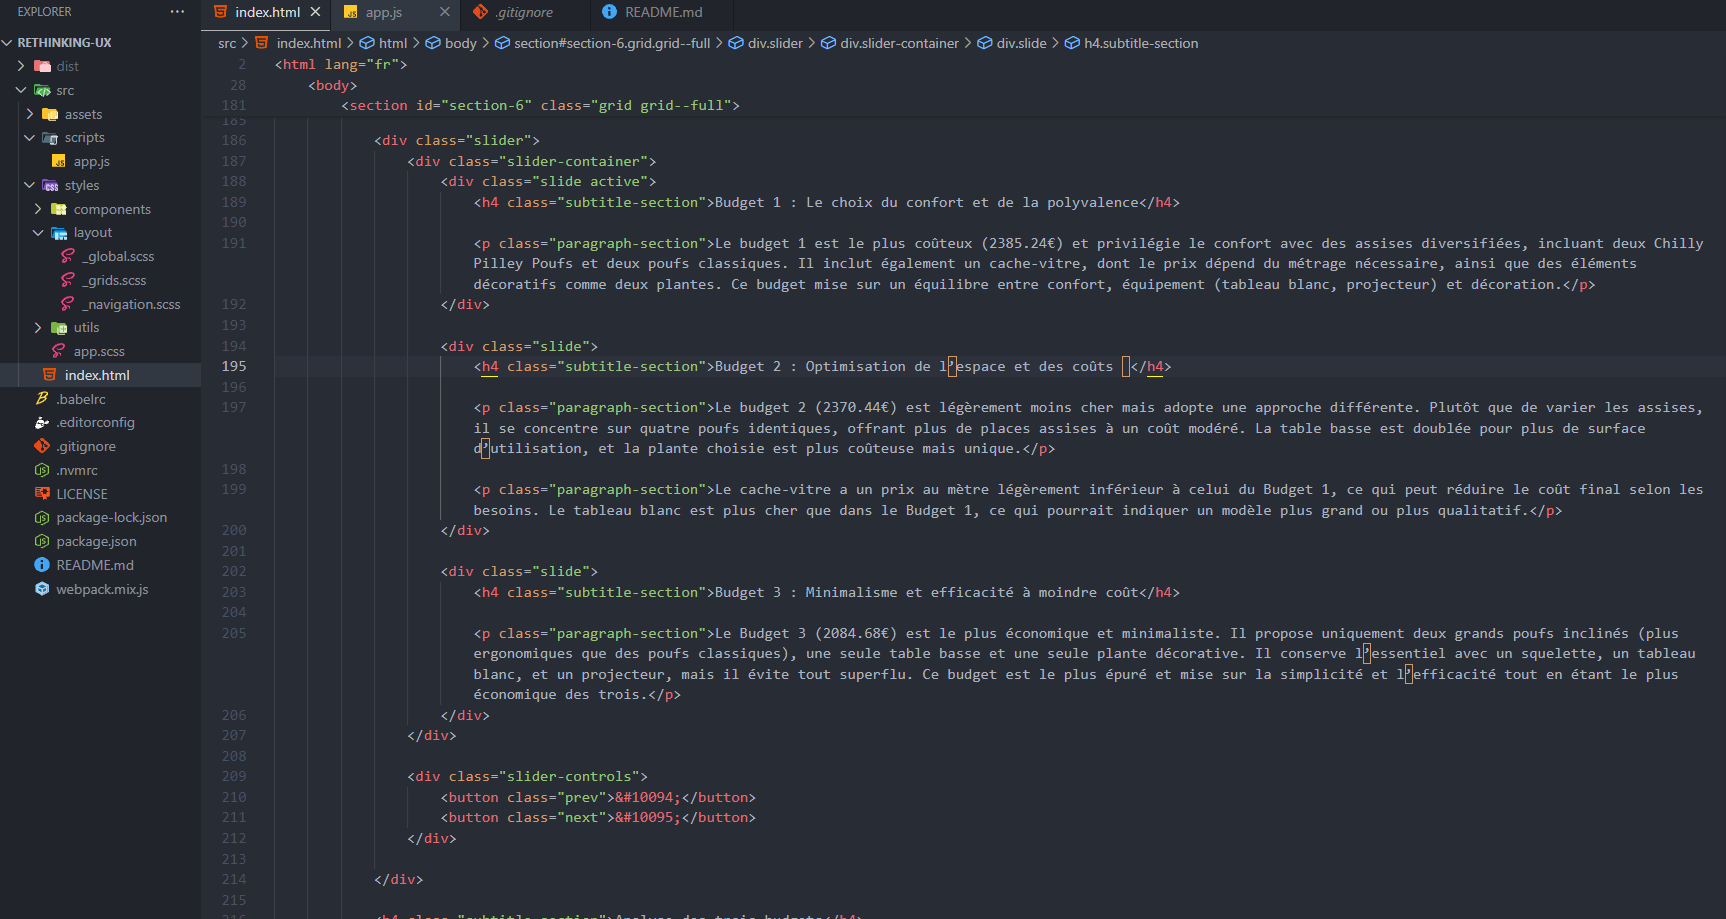 EXPLORER ···
RETHINKING-UX
dist
src
assets
scripts
app.js
styles
components
layout
_global.scss
_grids.scss
_navigation.scss
utils
app.scss
index.html
.babelrc
.editorconfig
.gitignore
.nvmrc
LICENSE
package-lock.json
package.json
README.md
webpack.mix.js
index.html app.js .gitignore README.md
src > index.html > html > body > section#section-6.grid.grid--full > div.slider > div.slider-container > div.slide > h4.subtitle-section
2 <html lang="fr">
28 <body>
181 <section id="section-6" class="grid grid--full">
185
186 <div class="slider">
187 <div class="slider-container">
188 <div class="slide active">
189 <h4 class="subtitle-section">Budget 1 : Le choix du confort et de la polyvalence</h4>
190
191 <p class="paragraph-section">Le budget 1 est le plus coûteux (2385.24€) et privilégie le confort avec des assises diversifiées, incluant deux Chilly
Pilley Poufs et deux poufs classiques. Il inclut également un cache-vitre, dont le prix dépend du métrage nécessaire, ainsi que des éléments
décoratifs comme deux plantes. Ce budget mise sur un équilibre entre confort, équipement (tableau blanc, projecteur) et décoration.</p>
192 </div>
193
194 <div class="slide">
195 <h4 class="subtitle-section">Budget 2 : Optimisation de l’espace et des coûts </h4>
196
197 <p class="paragraph-section">Le budget 2 (2370.44€) est légèrement moins cher mais adopte une approche différente. Plutôt que de varier les assises,
il se concentre sur quatre poufs identiques, offrant plus de places assises à un coût modéré. La table basse est doublée pour plus de surface
d’utilisation, et la plante choisie est plus coûteuse mais unique.</p>
198
199 <p class="paragraph-section">Le cache-vitre a un prix au mètre légèrement inférieur à celui du Budget 1, ce qui peut réduire le coût final selon les
besoins. Le tableau blanc est plus cher que dans le Budget 1, ce qui pourrait indiquer un modèle plus grand ou plus qualitatif.</p>
200 </div>
201
202 <div class="slide">
203 <h4 class="subtitle-section">Budget 3 : Minimalisme et efficacité à moindre coût</h4>
204
205 <p class="paragraph-section">Le Budget 3 (2084.68€) est le plus économique et minimaliste. Il propose uniquement deux grands poufs inclinés (plus
ergonomiques que des poufs classiques), une seule table basse et une seule plante décorative. Il conserve l’essentiel avec un squelette, un tableau
blanc, et un projecteur, mais il évite tout superflu. Ce budget est le plus épuré et mise sur la simplicité et l’efficacité tout en étant le plus
économique des trois.</p>
206 </div>
207 </div>
208
209 <div class="slider-controls">
210 <button class="prev">&#10094;</button>
211 <button class="next">&#10095;</button>
212 </div>
213
214 </div>
215
216 <h4 class="subtitle-section">Analyse des trois budgets</h4>